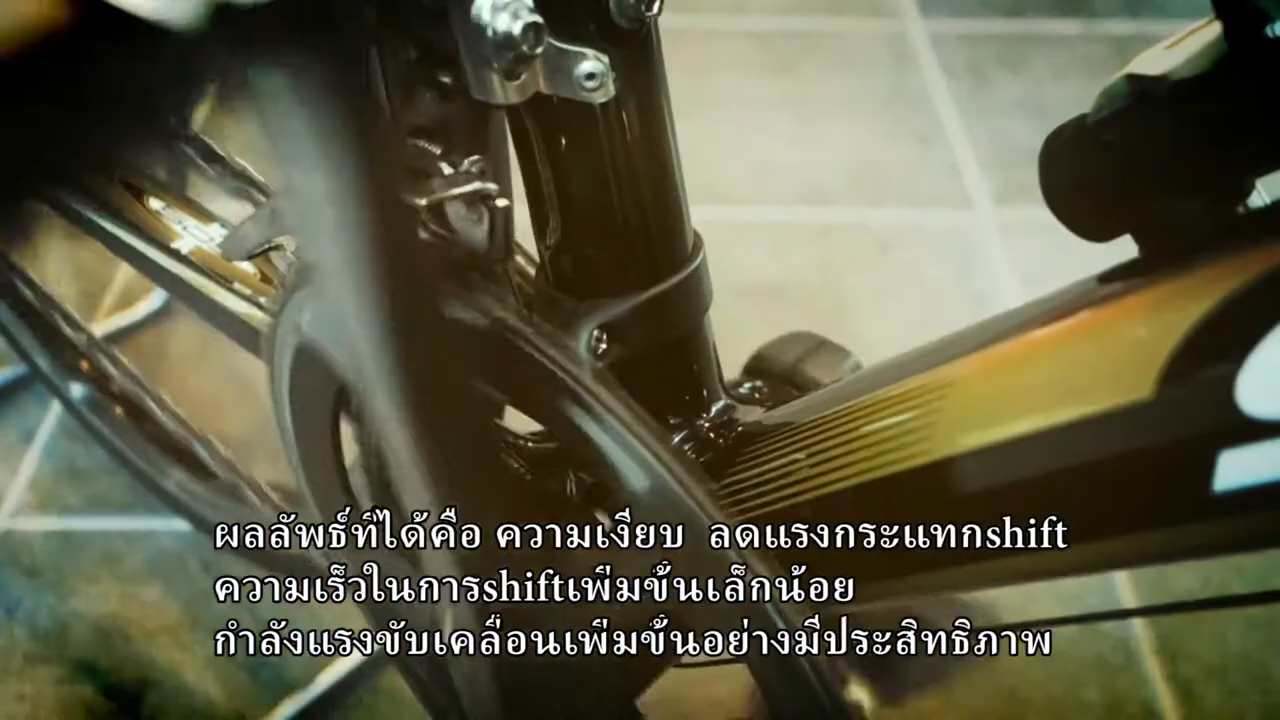 ผลลัพธ์ที่ได้คือ ความเงียบ ลดแรงกระแทกshift
ความเร็วในการshiftเพิ่มขึ้นเล็กน้อย
กำลังแรงขับเคลื่อนเพิ่มขึ้นอย่างมีประสิทธิภาพ